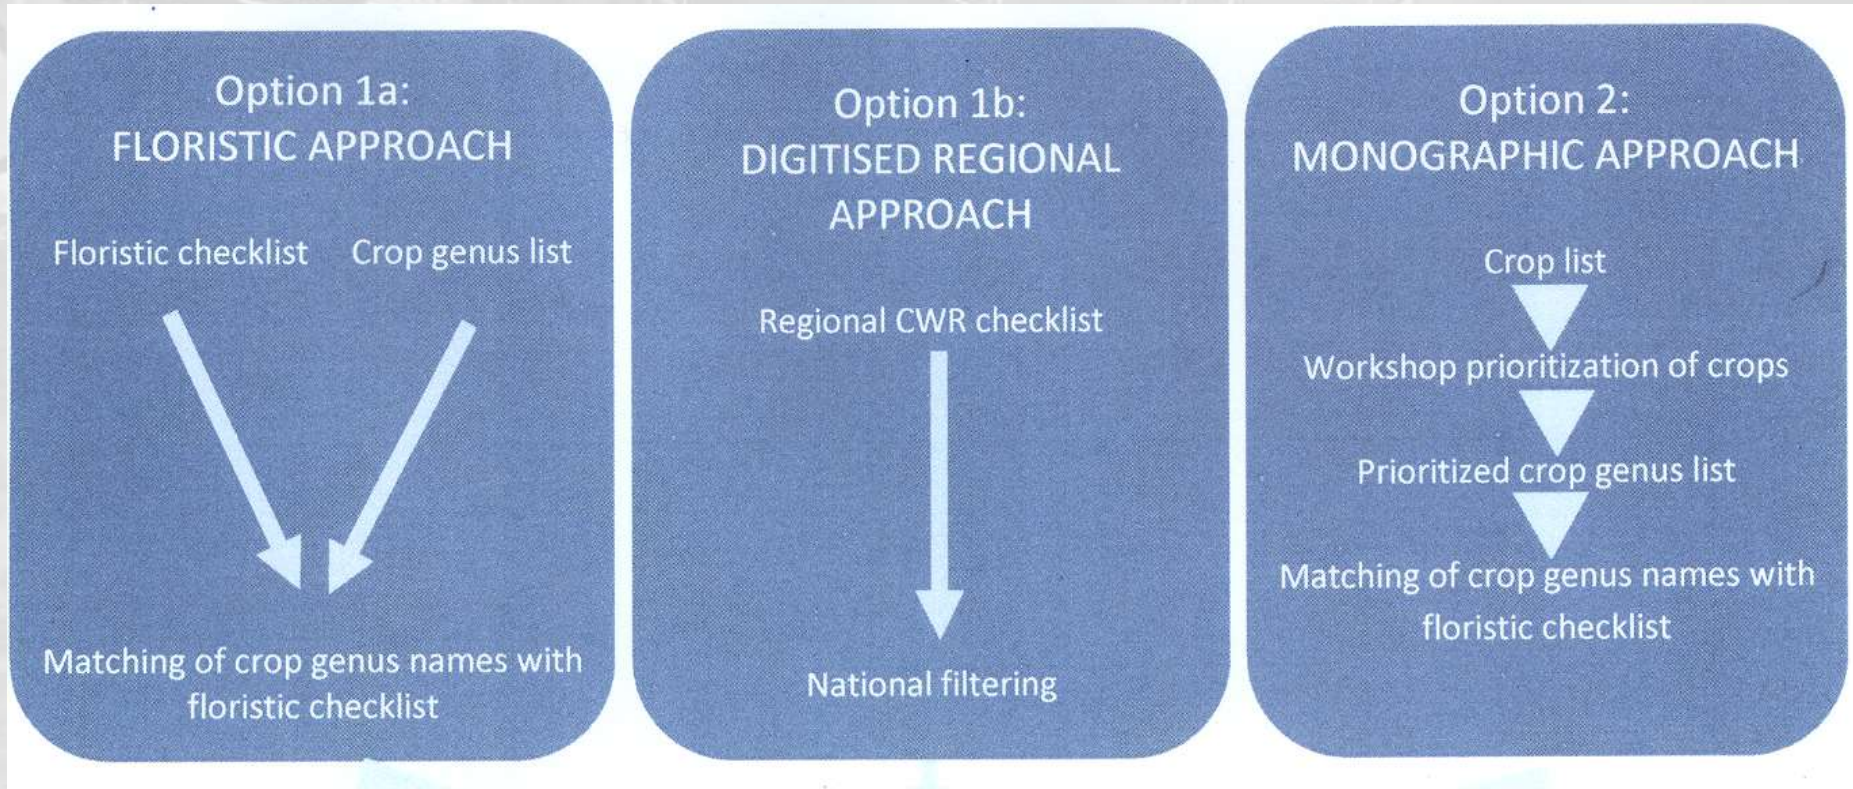 Option 1a:
FLORISTIC APPROACH
Floristic checklist
Crop genus list
Matching of crop genus names with
floristic checklist
Option 1b:
DIGITISED REGIONAL
APPROACH
Regional CWR checklist
National filtering
Option 2:
MONOGRAPHIC APPROACH
Crop list
Workshop prioritization of crops
Prioritized crop genus list
Matching of crop genus names with
floristic checklist